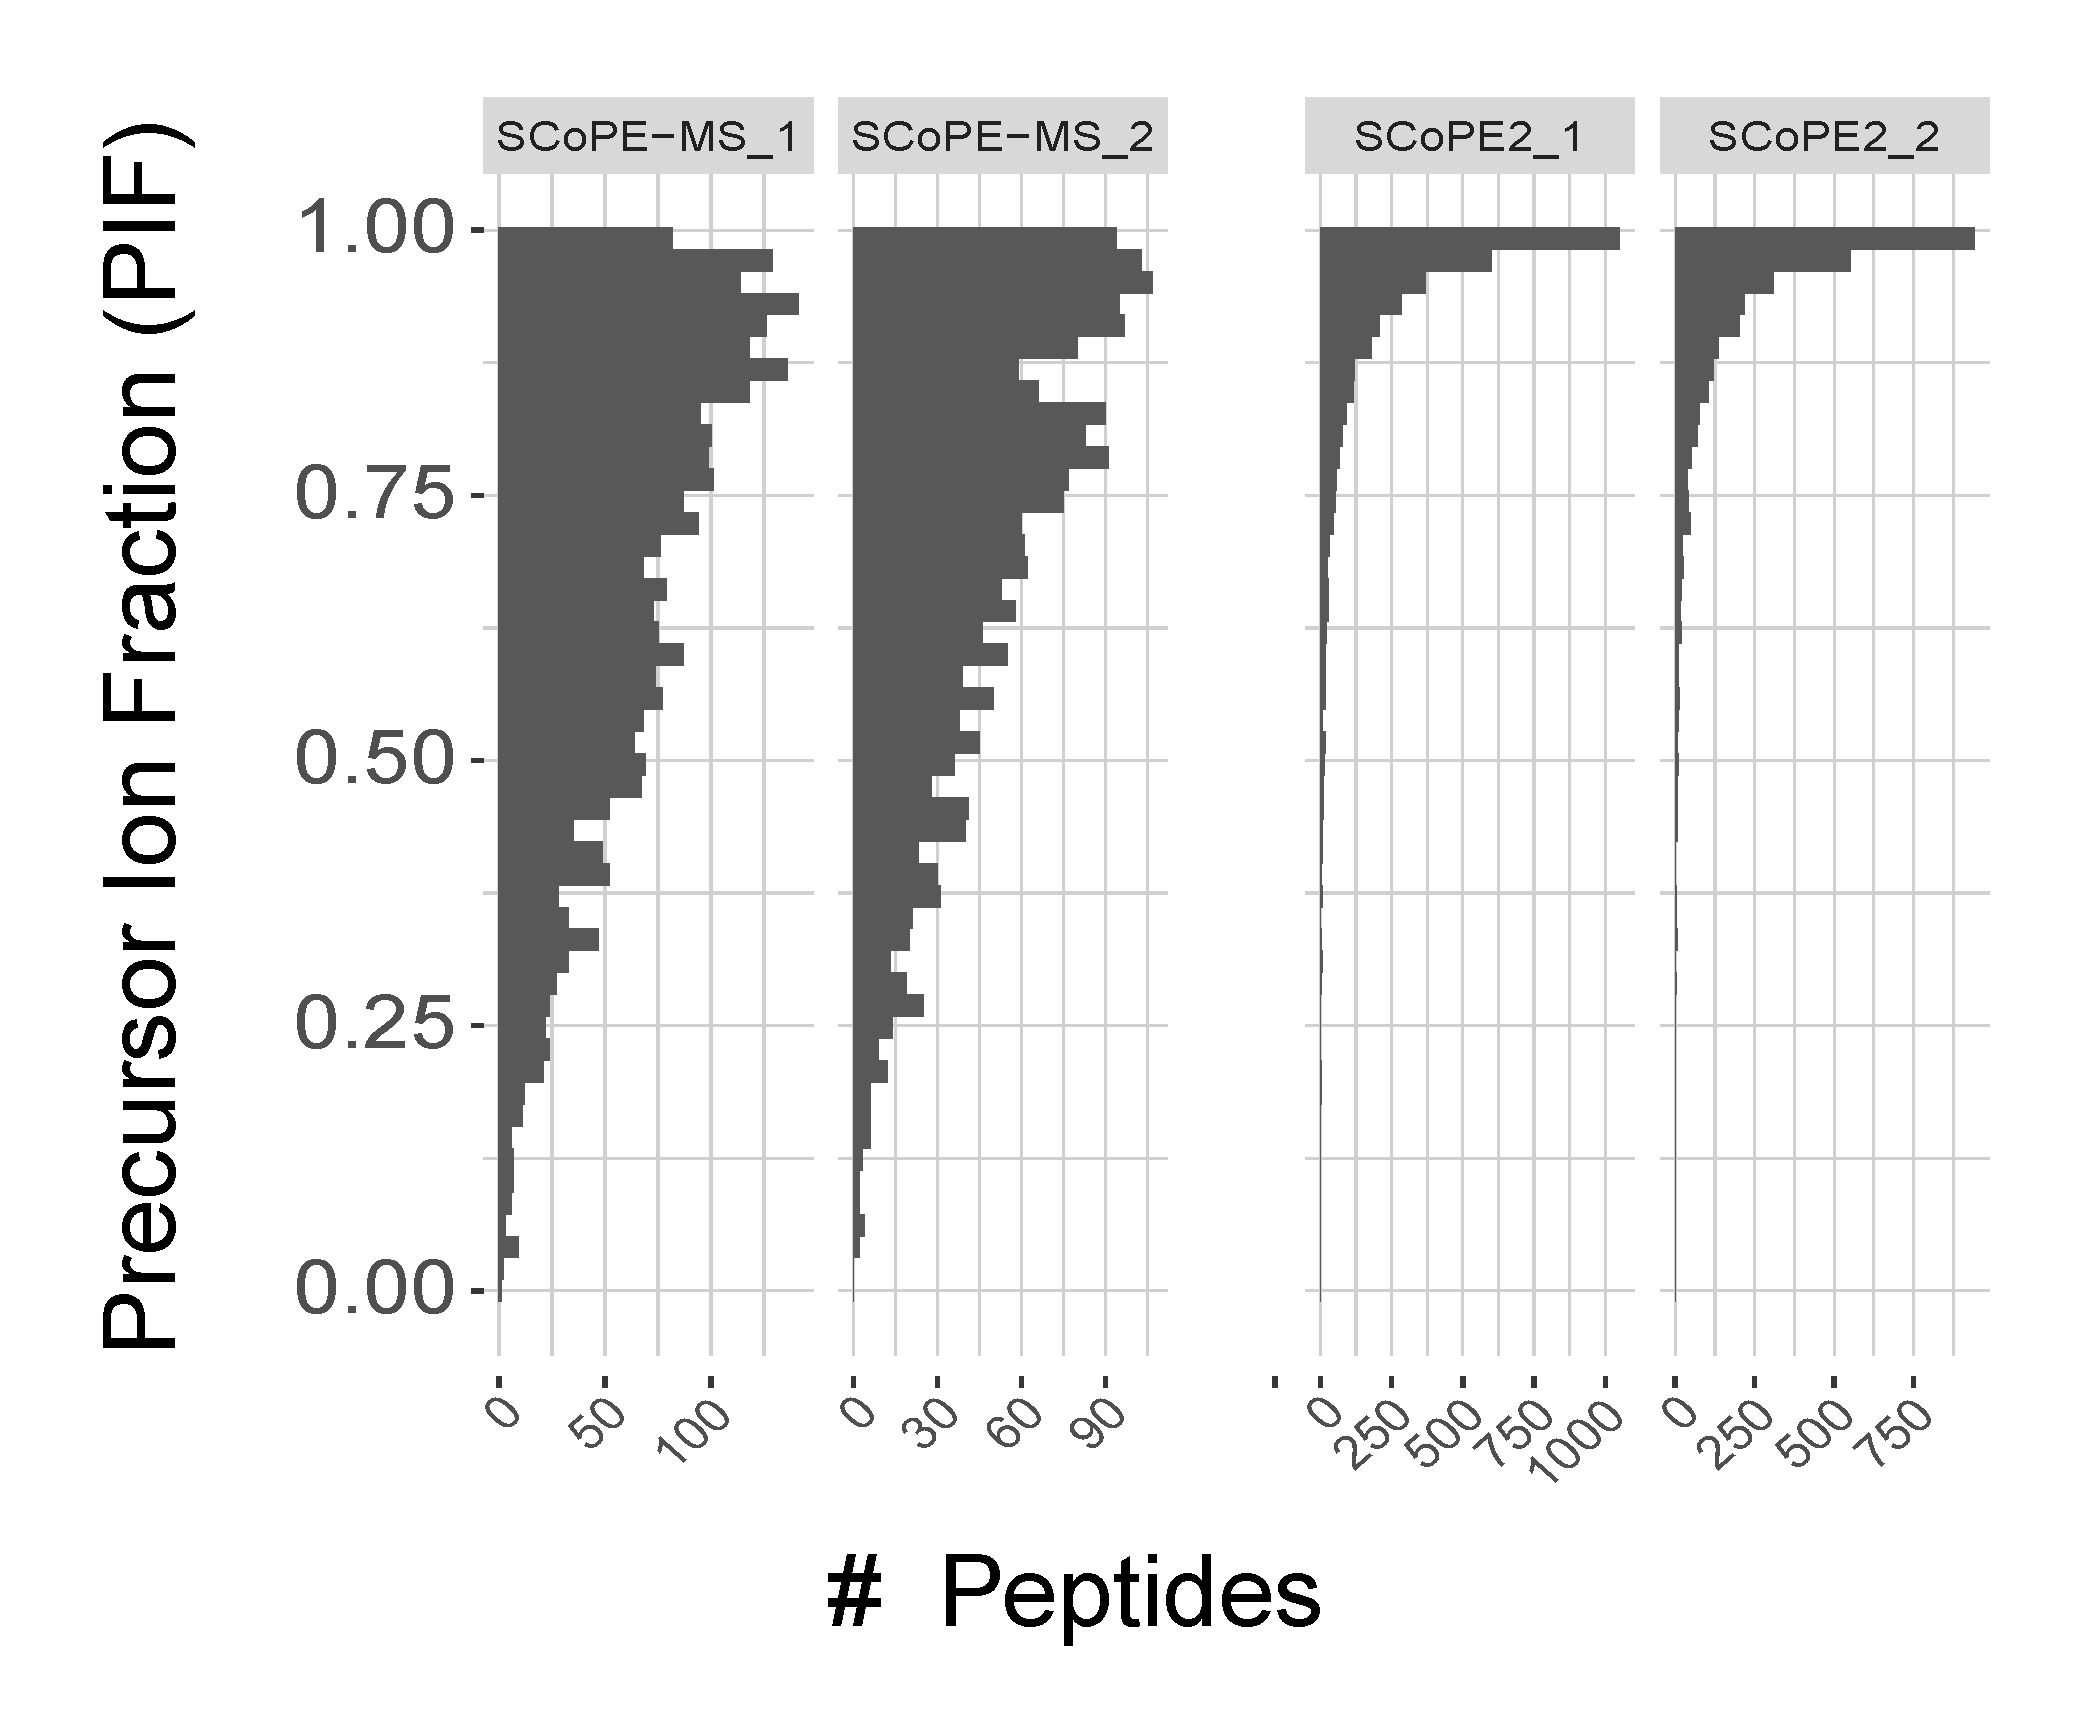 SCoPE−MS_1
SCoPE−MS_2
SCoPE2_1
SCoPE2_2
Precursor Ion Fraction (PIF)
1.00
0.75
0.50
0.25
0.00
0 50 100
0 30 60 90
0 250 500 750 1000
0 250 500 750
# Peptides